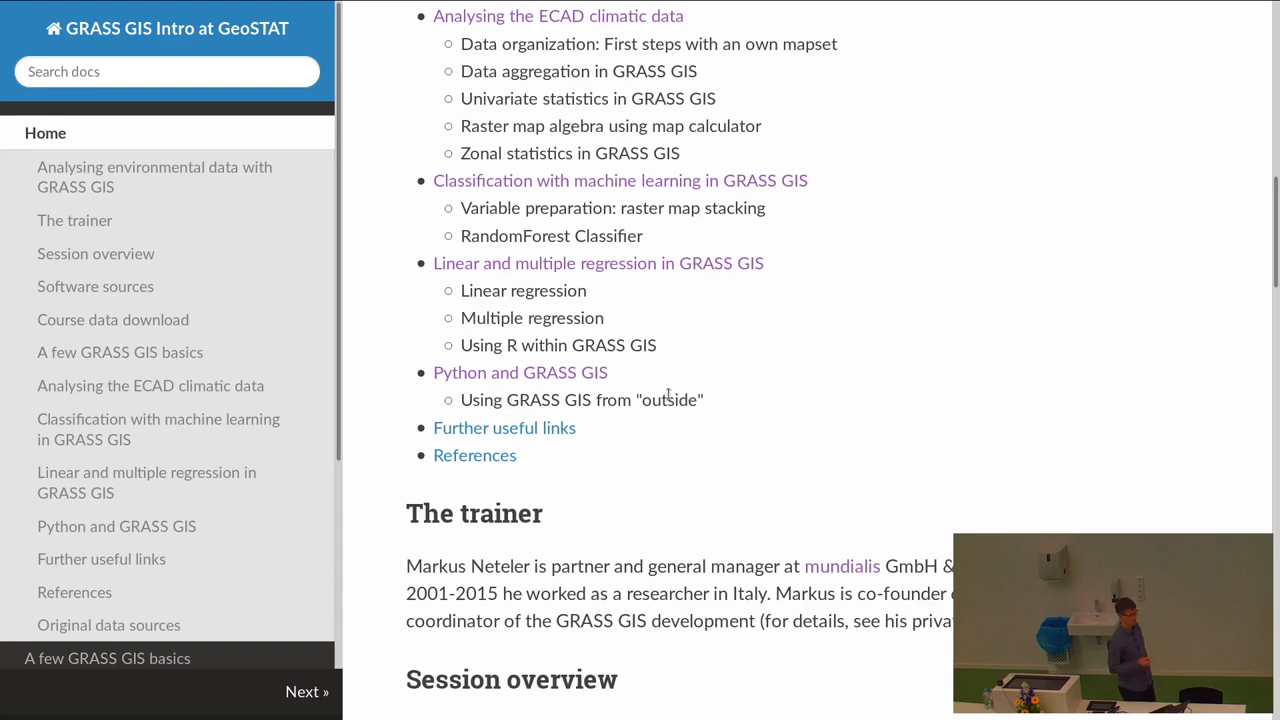 GRASS GIS Intro at GeoSTAT
Search docs
Home
Analysing environmental data with
GRASS GIS
The trainer
Session overview
Software sources
Course data download
A few GRASS GIS basics
Analysing the ECAD climatic data
Classification with machine learning
in GRASS GIS
Linear and multiple regression in
GRASS GIS
Python and GRASS GIS
Further useful links
References
Original data sources
A few GRASS GIS basics
Next »
Analysing the ECAD climatic data
Data organization: First steps with an own mapset
Data aggregation in GRASS GIS
Univariate statistics in GRASS GIS
Raster map algebra using map calculator
Zonal statistics in GRASS GIS
Classification with machine learning in GRASS GIS
Variable preparation: raster map stacking
RandomForest Classifier
Linear and multiple regression in GRASS GIS
Linear regression
Multiple regression
Using R within GRASS GIS
Python and GRASS GIS
Using GRASS GIS from "outside"
Further useful links
References
The trainer
Markus Neteler is partner and general manager at mundialis GmbH &
2001-2015 he worked as a researcher in Italy. Markus is co-founder
coordinator of the GRASS GIS development (for details, see his
Session overview